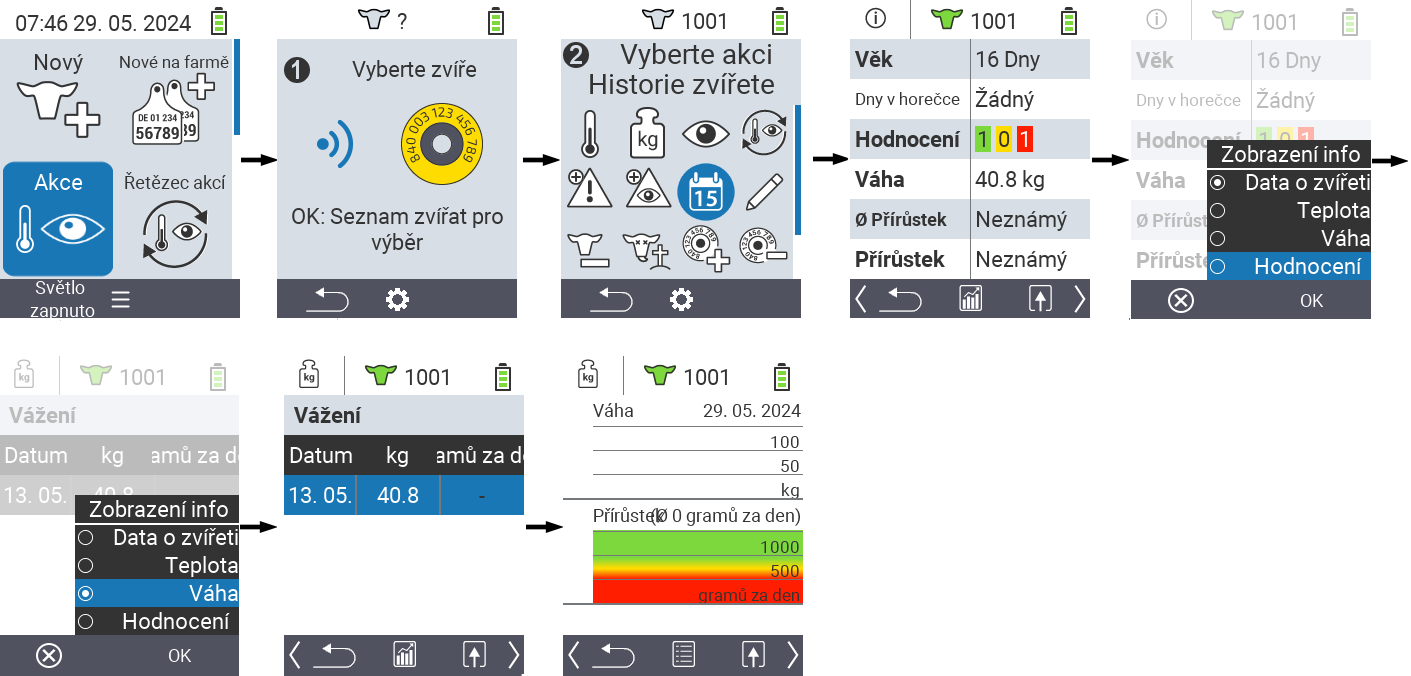 07:46 29. 05. 2024
Nový
Nové na farmě
DE 01 234
234
56789
89
Akce
Řetězec akcí
Světlo
zapnuto
?
1
Vyberte zvíře
840 003 123 456 789
OK: Seznam zvířat pro
výběr
1001
2
Vyberte akci
Historie zvířete
kg
15
840
123 456 789
840
123 456 789
1001
Věk 16 Dny
Dny v horečce Žádný
Hodnocení 1 0 1
Váha 40.8 kg
Ø Přírůstek Neznámý
Přírůstek Neznámý
1001
Věk 16 Dny
Dny v horečce Žádný
Hodnocení 1 0 1
Váha
Ø Přírůst
Přírůste
Zobrazení info
Data o zvířeti
Teplota
Váha
Hodnocení
OK
kg
1001
Vážení
Datum kg amů za de
13. 05. 40.8
Zobrazení info
Data o zvířeti
Teplota
Váha
Hodnocení
OK
kg
1001
Vážení
Datum kg amů za de
13. 05. 40.8 -
kg
1001
Váha 29. 05. 2024
100
50
kg
Přírůstek (Ø 0 gramů za den)
1000
500
gramů za den